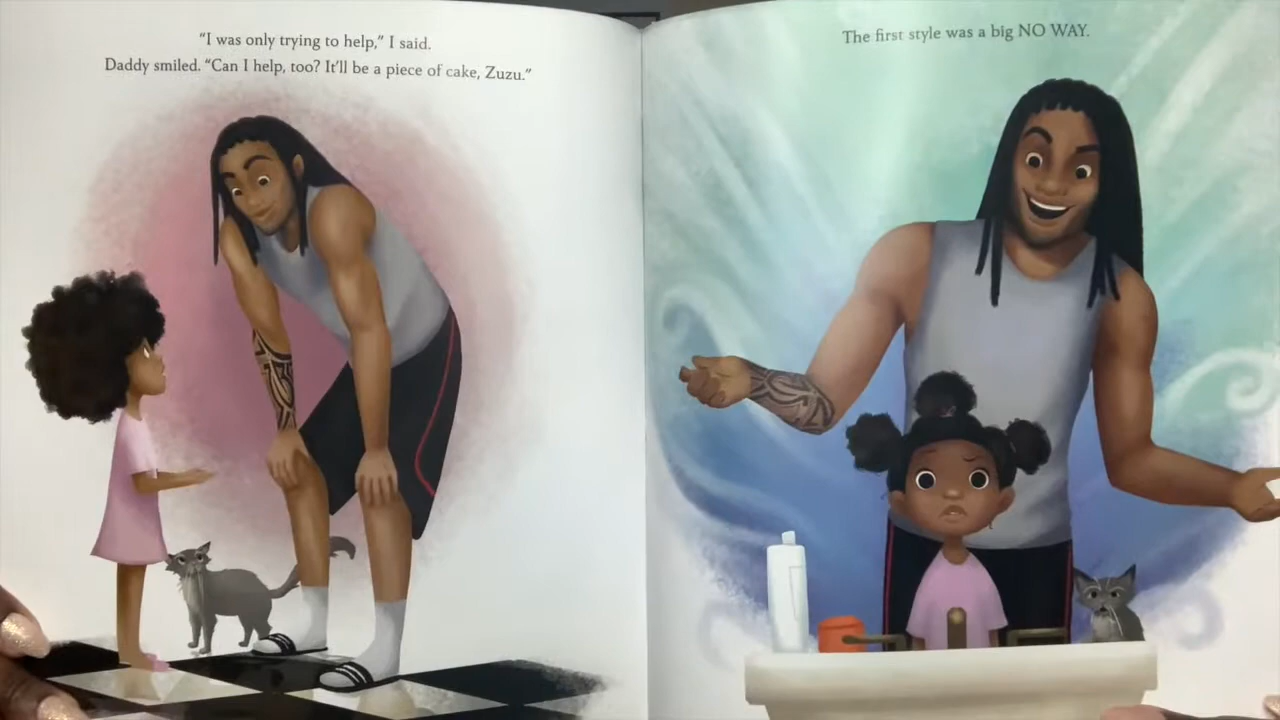 “I was only trying to help,” I said.
Daddy smiled. “Can I help, too? It’ll be a piece of cake, Zuzu.”
The first style was a big NO WAY.